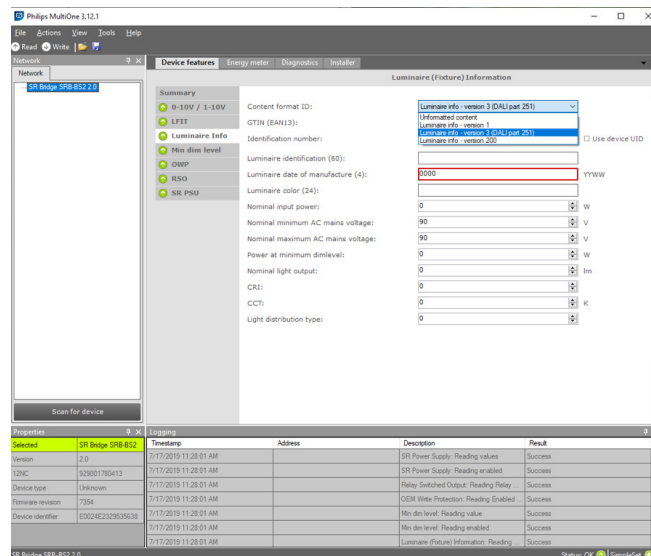 Philips MultiOne 3.12.1
File Actions View Tools Help
Read Write
Network
Network
SR Bridge SRB-BS2 2.0
Scan for device
Device features Energy meter Diagnostics Installer
Luminaire (Fixture) Information
Summary
0-10V / 1-10V
LFIT
Luminaire Info
Min dim level
OWP
RSO
SR PSU
Content format ID: Luminaire info - version 3 (DALI part 251)
Unformatted content
Luminaire info - version 1
Luminaire info - version 3 (DALI part 251)
Luminaire info - version 200
GTIN (EAN13):
Identification number: Use device UID
Luminaire identification (60):
Luminaire date of manufacture (4): 0000 YYWW
Luminaire color (24):
Nominal input power: 0 W
Nominal minimum AC mains voltage: 90 V
Nominal maximum AC mains voltage: 90 V
Power at minimum dimlevel: 0 W
Nominal light output: 0 lm
CRI: 0
CCT: 0 K
Light distribution type: 0
Properties
Selected SR Bridge SRB-BS2
Version 2.0
12NC 929001780413
Device type Unknown
Firmware revision 7354
Device identifier E0024E2329535638
Logging
Timestamp Address Description Result
7/17/2019 11:28:01 AM SR Power Supply: Reading values Success
7/17/2019 11:28:01 AM SR Power Supply: Reading enabled Success
7/17/2019 11:28:01 AM Relay Switched Output: Reading Relay ... Success
7/17/2019 11:28:01 AM OEM Write Protection: Reading Enabled ... Success
7/17/2019 11:28:01 AM Min dim level: Reading value Success
7/17/2019 11:28:01 AM Min dim level: Reading enabled Success
7/17/2019 11:28:01 AM Luminaire (Fixture) Information: Reading ... Success
SR Bridge SRB-BS2 2.0 Status: OK SimpleSet